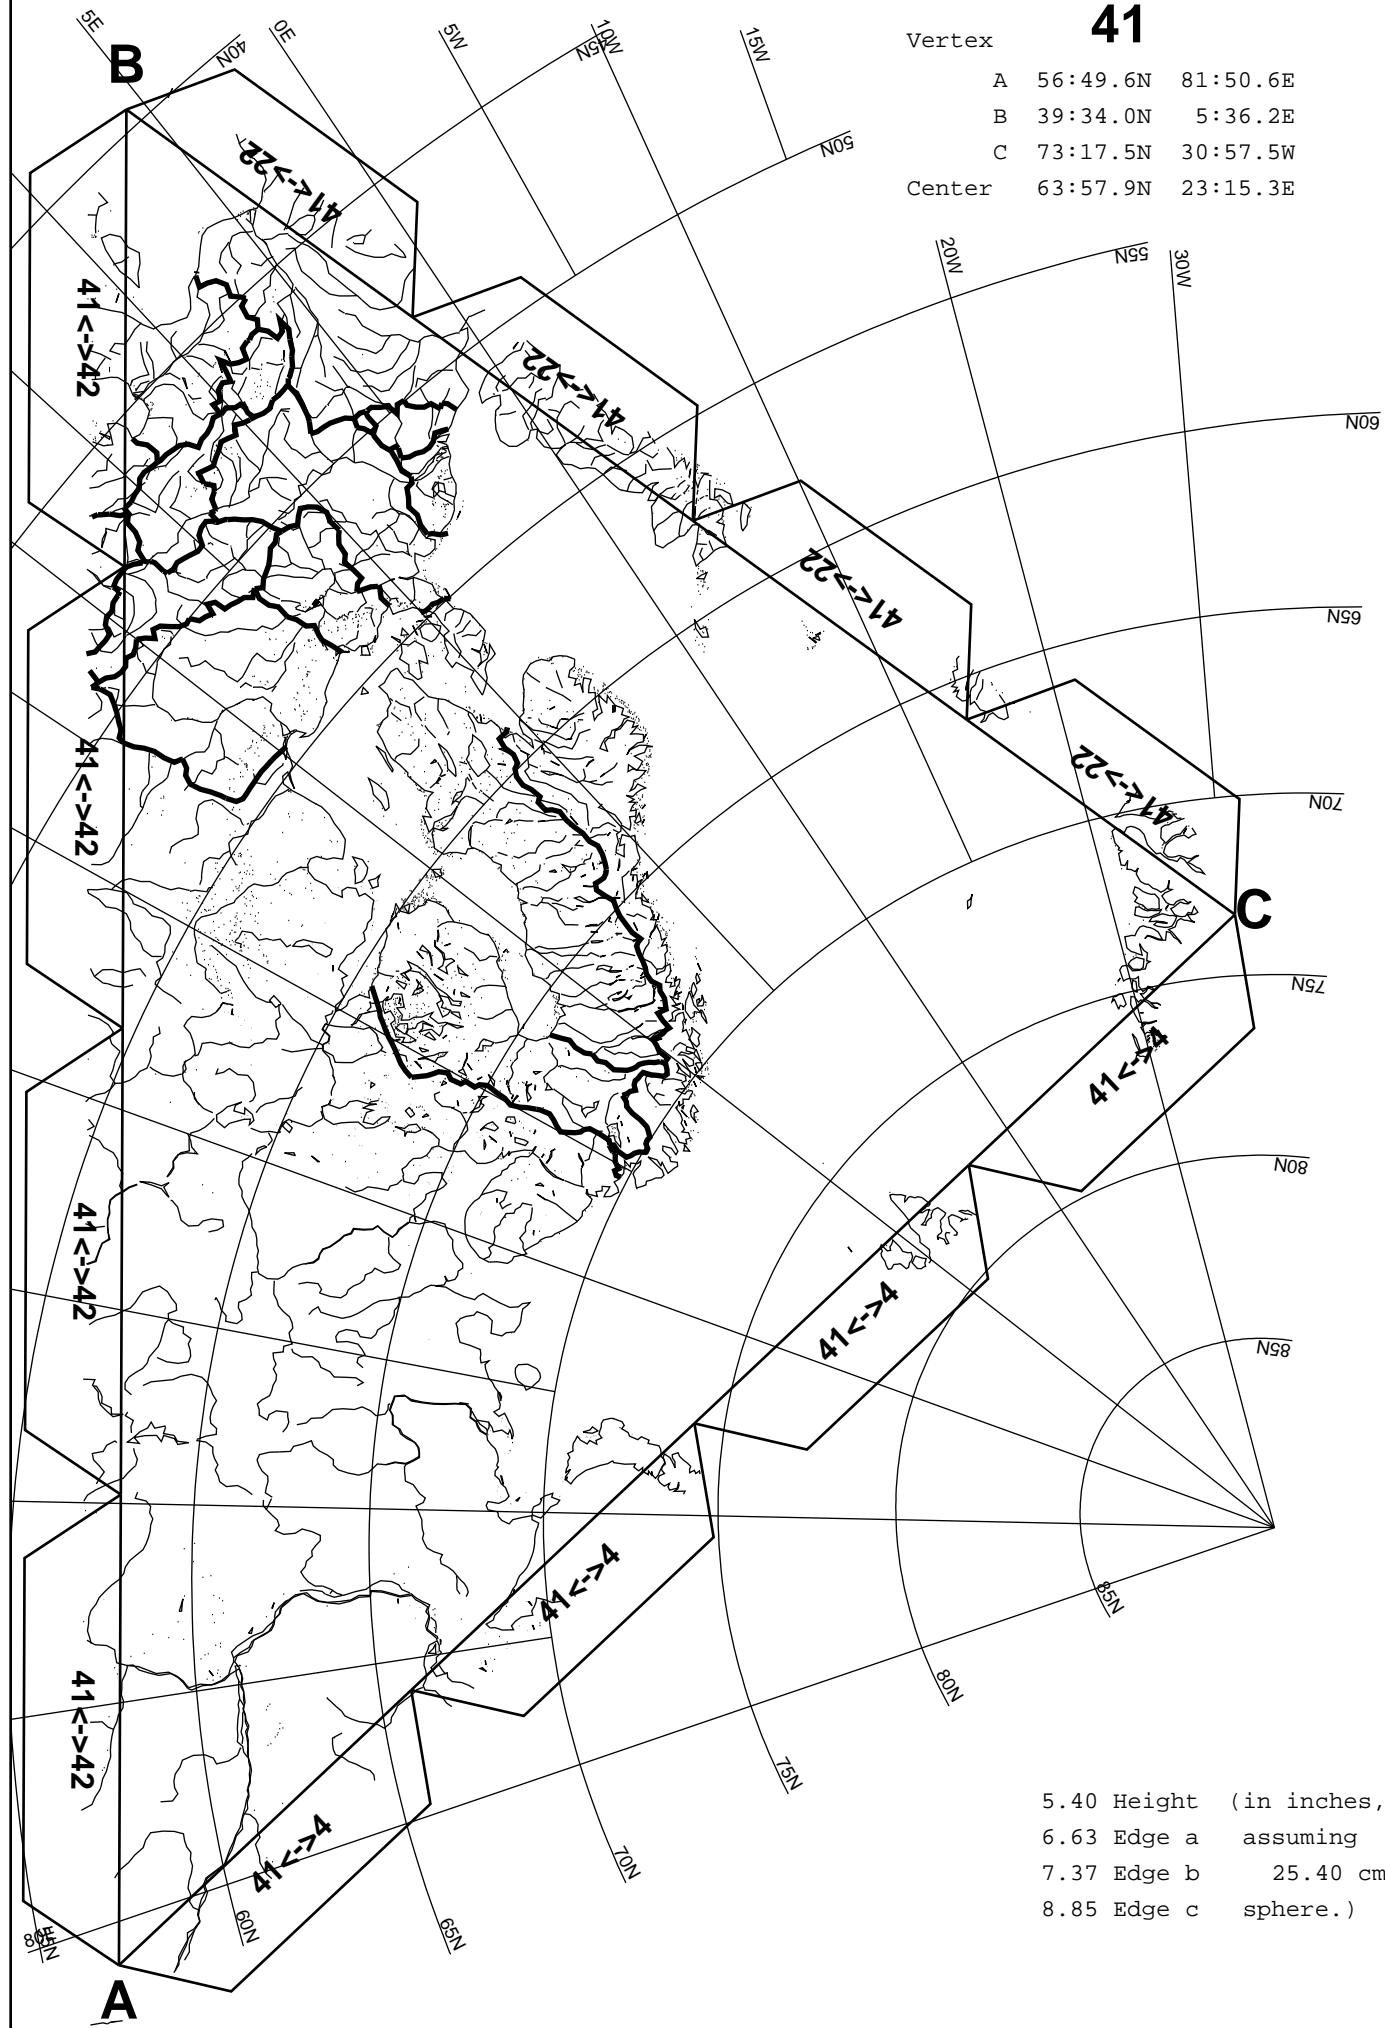 41
Vertex
A 56:49.6N 81:50.6E
B 39:34.0N 5:36.2E
C 73:17.5N 30:57.5W
Center 63:57.9N 23:15.3E
5E
B
40N
0E
5W
45N
10W
15W
50N
20W
55N
30W
60N
65N
70N
75N
80N
85N
41<->22
41<->22
41<->22
41<->22
41<->42
41<->42
41<->42
41<->42
C
41<->4
41<->4
41<->4
41<->4
85N
80N
75N
70N
65N
60N
80E
55N
A
5.40 Height (in inches,
6.63 Edge a assuming
7.37 Edge b 25.40 cm
8.85 Edge c sphere.)